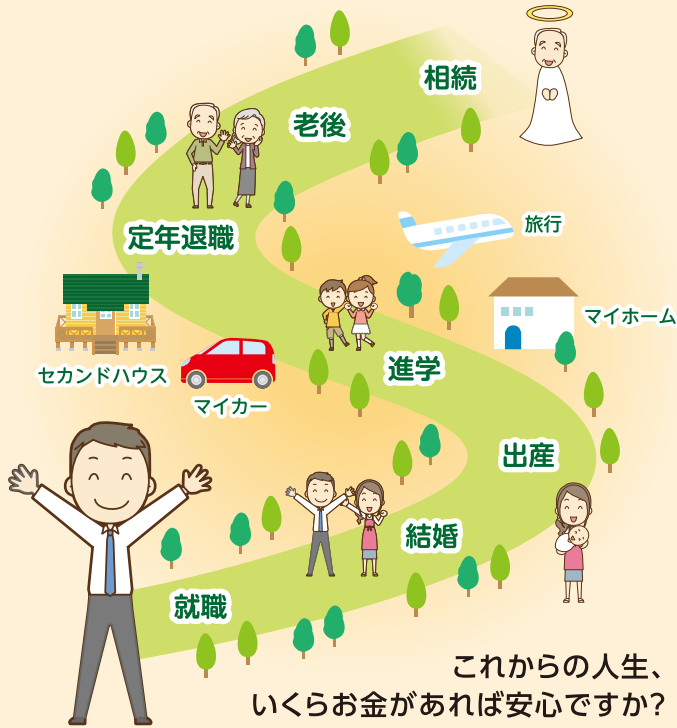 相続
老後
旅行
定年退職
マイホーム
進学
セカンドハウス
マイカー
出産
結婚
就職
これからの人生、
いくらお金があれば安心ですか?